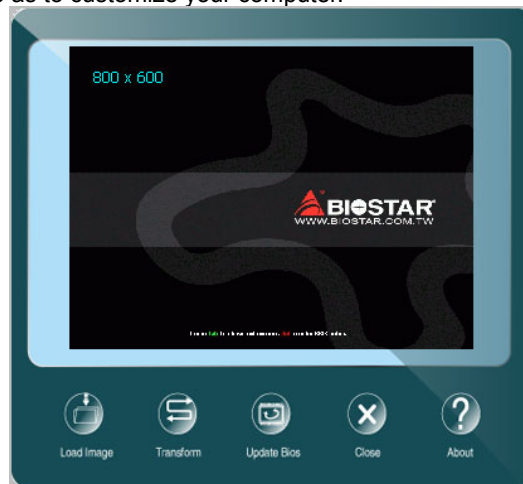 as to customize your computer.
800 x 600
BIOSTAR
WWW.BIOSTAR.COM.TW
Load Image
Transform
Update Bios
Close
About